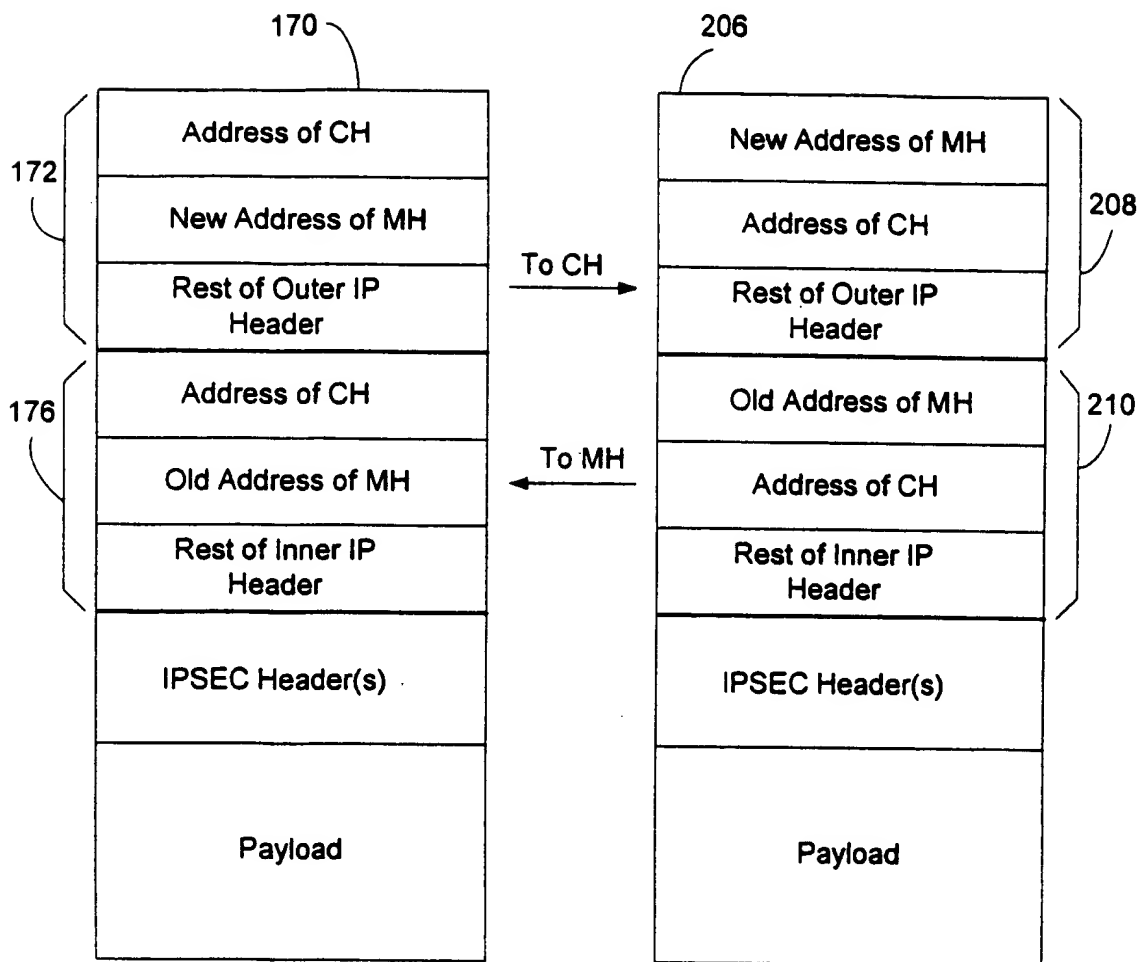 170
206
172
Address of CH
New Address of MH
Rest of Outer IP
Header
176
Address of CH
Old Address of MH
Rest of Inner IP
Header
IPSEC Header(s)
Payload
To CH
To MH
New Address of MH
Address of CH
Rest of Outer IP
Header
208
Old Address of MH
Address of CH
Rest of Inner IP
Header
210
IPSEC Header(s)
Payload